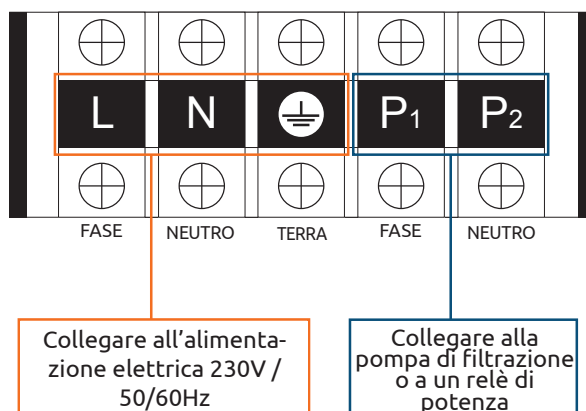 L N P1 P2
FASE NEUTRO TERRA FASE NEUTRO
Collegare all’alimenta-
zione elettrica 230V /
50/60Hz
Collegare alla
pompa di filtrazione
o a un relè di
potenza